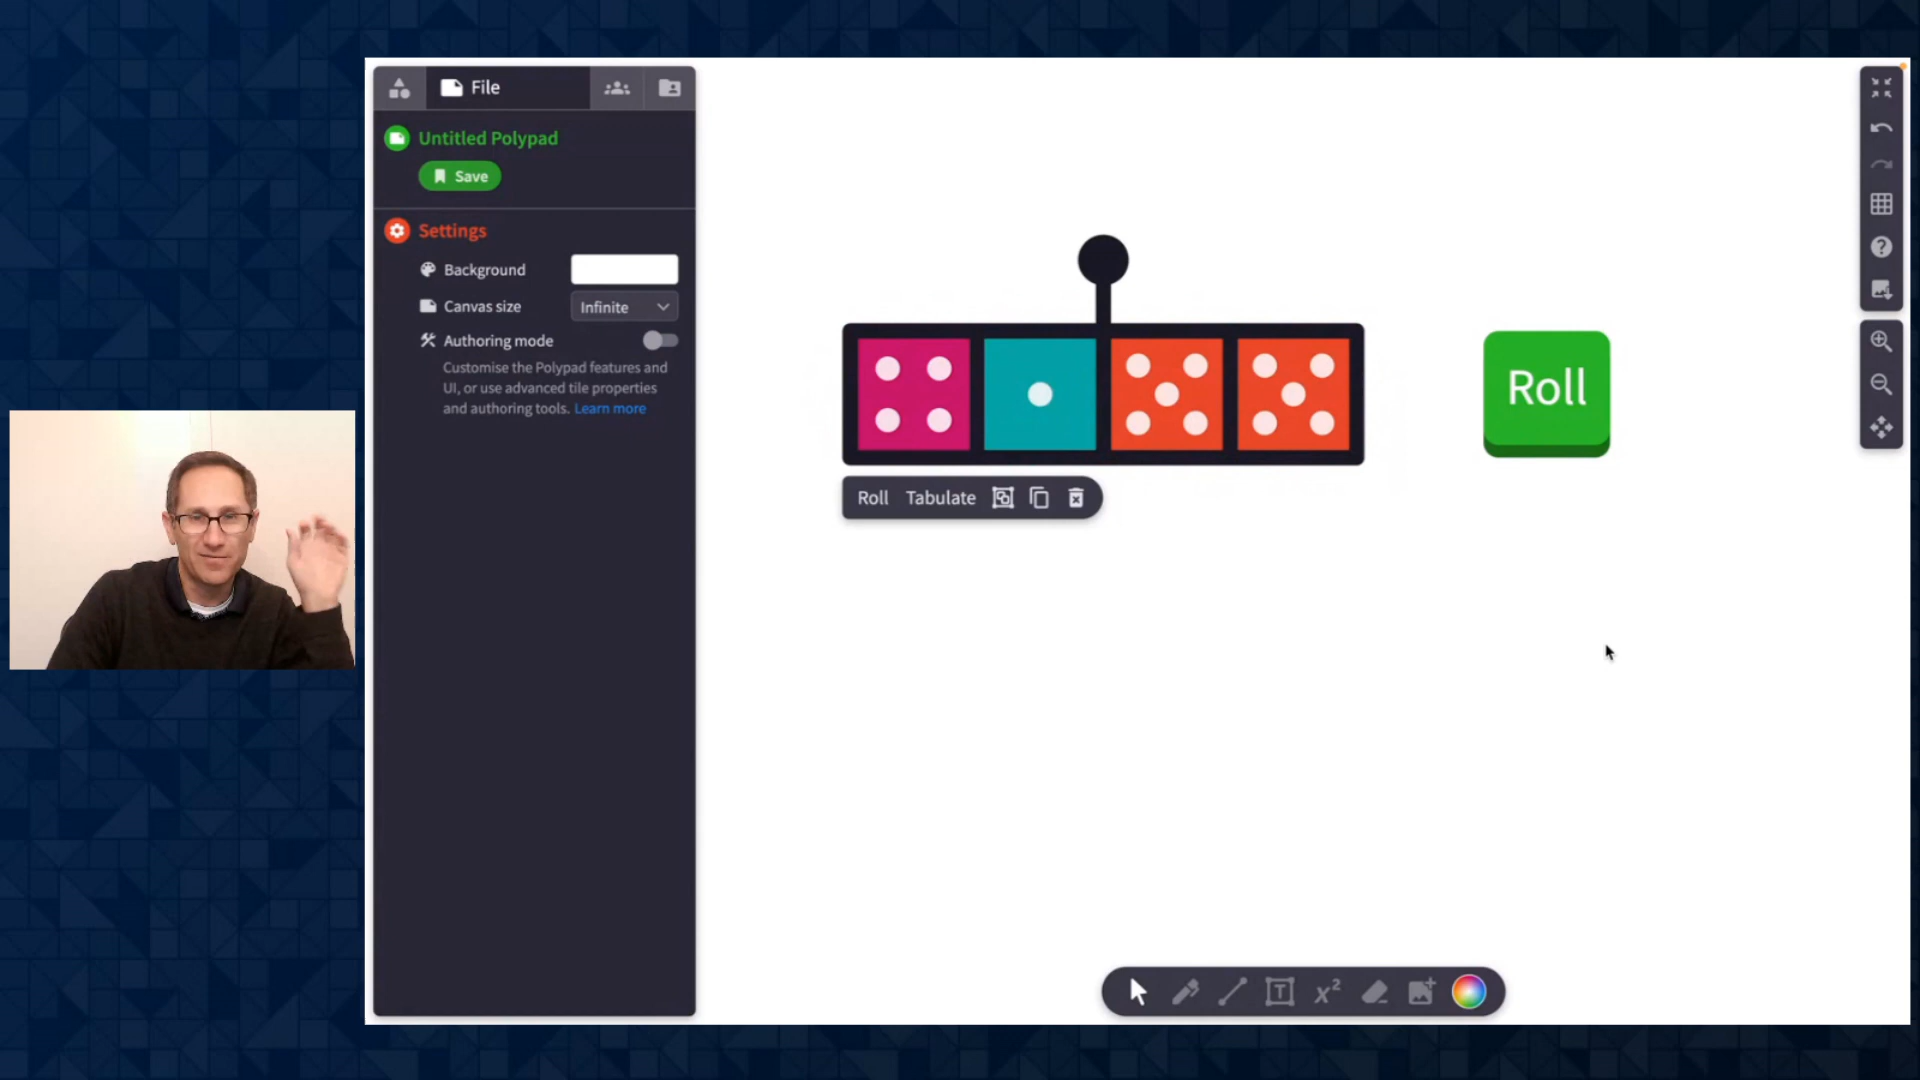 File
Untitled Polypad
Save
Settings
Background
Canvas size
Infinite
Authoring mode
Customise the Polypad features and
UI, or use advanced tile properties
and authoring tools. Learn more
Roll
Roll Tabulate
T
x²